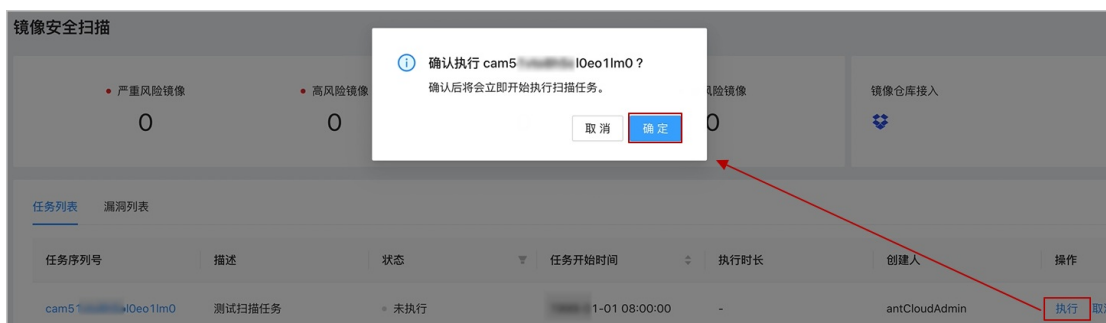 镜像安全扫描
确认执行 cam5 l0eo1lm0 ?
确认后将会立即开始执行扫描任务。
取 消 确 定
严重风险镜像 高风险镜像 风险镜像 镜像仓库接入
0 0 0
任务列表 漏洞列表
任务序列号 描述 状态 任务开始时间 执行时长 创建人 操作
cam51 l0eo1lm0 测试扫描任务 未执行 1-01 08:00:00 - antCloudAdmin 执行